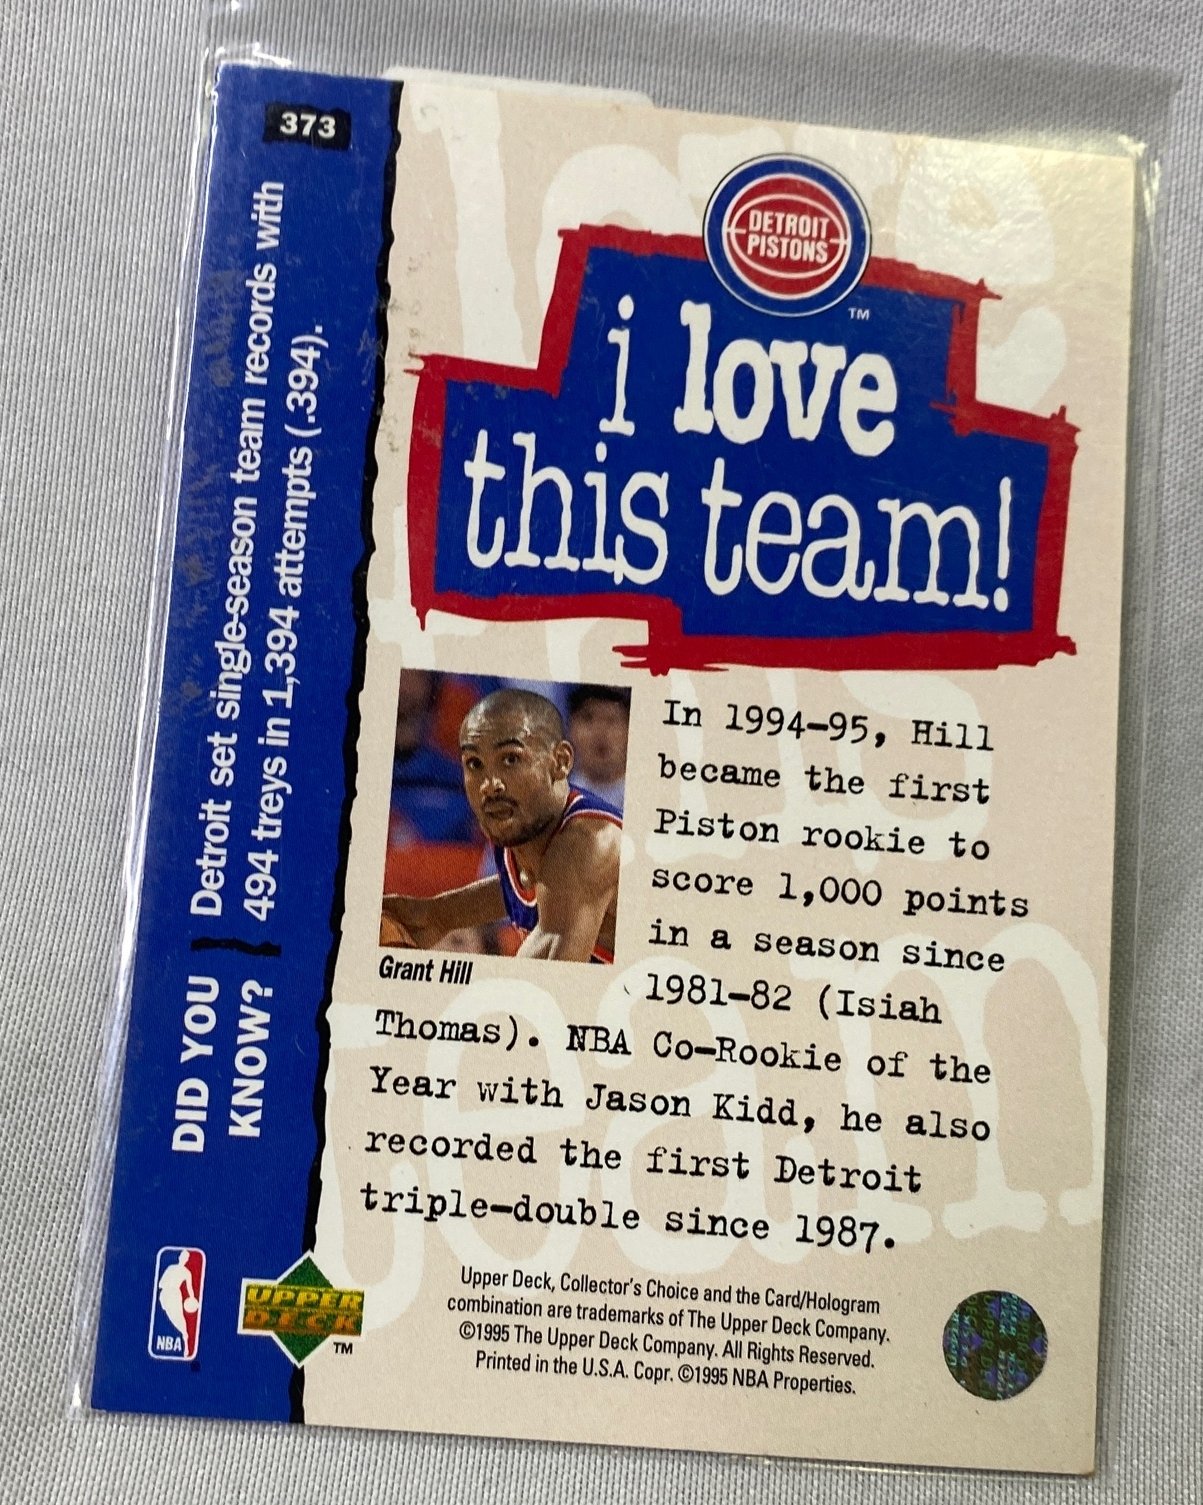 373
DETROIT
PISTONS
TM
i love
this team!
DID YOU
KNOW?
Detroit set single-season team records with
494 treys in 1,394 attempts (.394).
Grant Hill
In 1994-95, Hill
became the first
Piston rookie to
score 1,000 points
in a season since
1981-82 (Isiah
Thomas). NBA Co-Rookie of the
Year with Jason Kidd, he also
recorded the first Detroit
triple-double since 1987.
NBA
UPPER
DECK
TM
Upper Deck, Collector's Choice and the Card/Hologram
combination are trademarks of The Upper Deck Company.
©1995 The Upper Deck Company. All Rights Reserved.
Printed in the U.S.A. Copr. ©1995 NBA Properties.